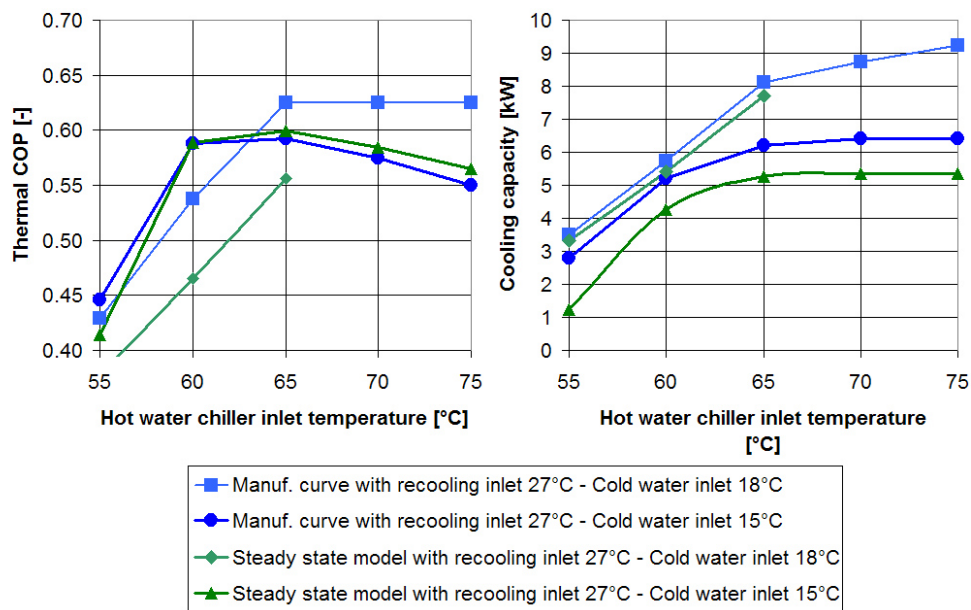 0.70
0.65
0.60
0.55
0.50
0.45
0.40
Thermal COP [-]
55 60 65 70 75
Hot water chiller inlet temperature [°C]
10
9
8
7
6
5
4
3
2
1
0
Cooling capacity [kW]
55 60 65 70 75
Hot water chiller inlet temperature
[°C]
Manuf. curve with recooling inlet 27°C - Cold water inlet 18°C
Manuf. curve with recooling inlet 27°C - Cold water inlet 15°C
Steady state model with recooling inlet 27°C - Cold water inlet 18°C
Steady state model with recooling inlet 27°C - Cold water inlet 15°C